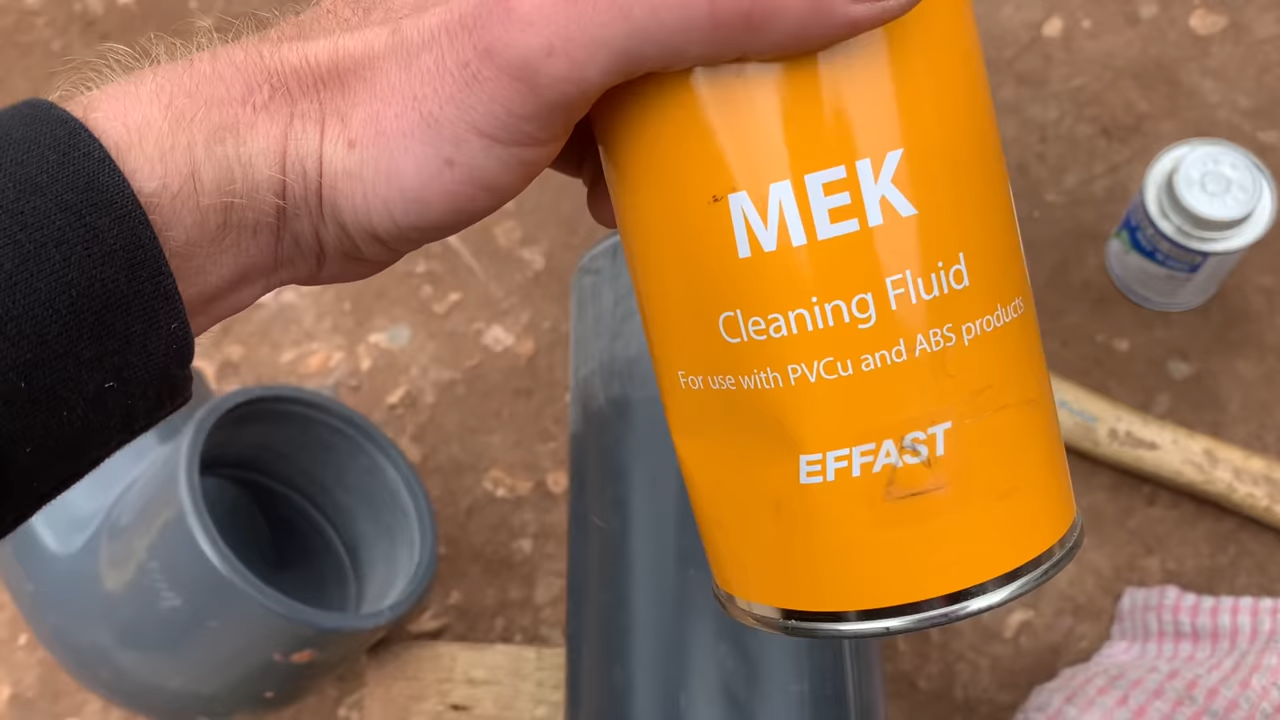 MEK
Cleaning Fluid
For use with PVCu and ABS products
EFFAST